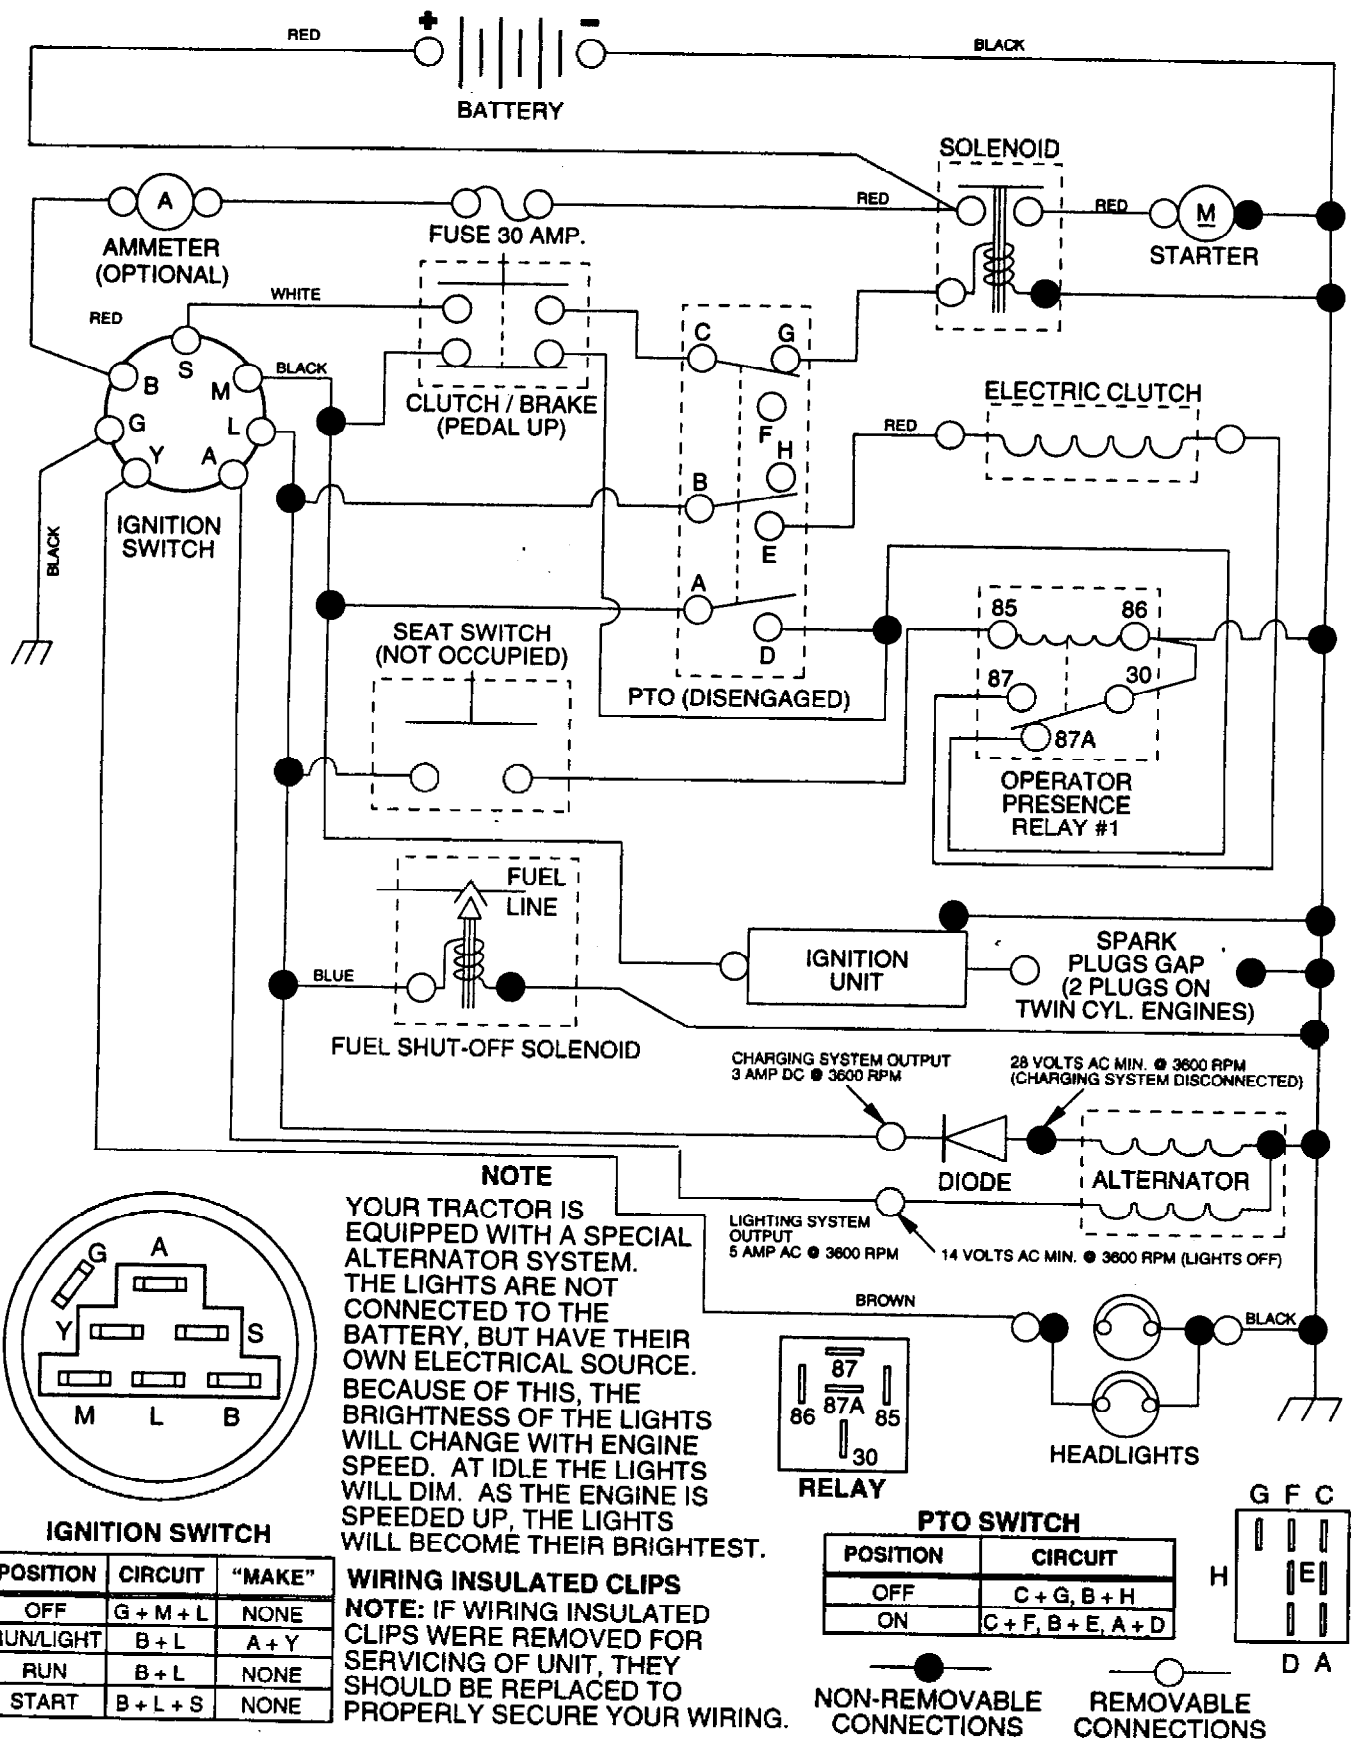 +
-
RED
BLACK
BATTERY
SOLENOID
A
RED
RED
M
FUSE 30 AMP.
STARTER
AMMETER
(OPTIONAL)
WHITE
RED
S
C
G
B
M
BLACK
ELECTRIC CLUTCH
CLUTCH / BRAKE
(PEDAL UP)
G
L
F
RED
Y
A
H
B
IGNITION
SWITCH
BLACK
E
A
85
86
SEAT SWITCH
(NOT OCCUPIED)
D
87
30
PTO (DISENGAGED)
87A
OPERATOR
PRESENCE
RELAY #1
FUEL
LINE
IGNITION
UNIT
SPARK
PLUGS GAP
(2 PLUGS ON
TWIN CYL. ENGINES)
BLUE
FUEL SHUT-OFF SOLENOID
CHARGING SYSTEM OUTPUT
3 AMP DC @ 3600 RPM
28 VOLTS AC MIN. @ 3600 RPM
(CHARGING SYSTEM DISCONNECTED)
DIODE
ALTERNATOR
LIGHTING SYSTEM
OUTPUT
5 AMP AC @ 3600 RPM
14 VOLTS AC MIN. @ 3600 RPM (LIGHTS OFF)
NOTE
YOUR TRACTOR IS
EQUIPPED WITH A SPECIAL
ALTERNATOR SYSTEM.
THE LIGHTS ARE NOT
CONNECTED TO THE
BATTERY, BUT HAVE THEIR
OWN ELECTRICAL SOURCE.
BECAUSE OF THIS, THE
BRIGHTNESS OF THE LIGHTS
WILL CHANGE WITH ENGINE
SPEED. AT IDLE THE LIGHTS
WILL DIM. AS THE ENGINE IS
SPEEDED UP, THE LIGHTS
WILL BECOME THEIR BRIGHTEST.
WIRING INSULATED CLIPS
NOTE: IF WIRING INSULATED
CLIPS WERE REMOVED FOR
SERVICING OF UNIT, THEY
SHOULD BE REPLACED TO
PROPERLY SECURE YOUR WIRING.
BROWN
BLACK
HEADLIGHTS
G
A
Y
S
M
L
B
IGNITION SWITCH
POSITION CIRCUIT "MAKE"
OFF G + M + L NONE
RUN/LIGHT B + L A + Y
RUN B + L NONE
START B + L + S NONE
87
86
87A
85
30
RELAY
PTO SWITCH
POSITION CIRCUIT
OFF C + G, B + H
ON C + F, B + E, A + D
G F C
H
E
D A
NON-REMOVABLE
CONNECTIONS
REMOVABLE
CONNECTIONS